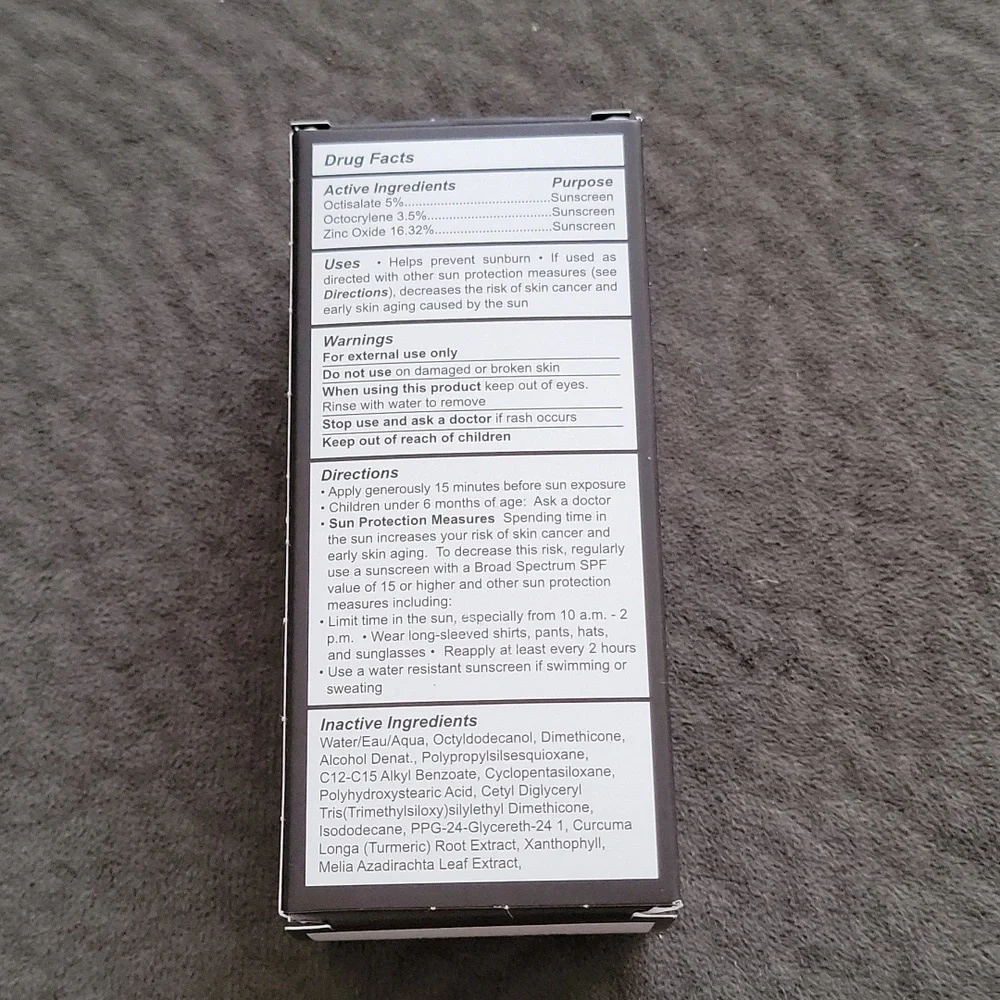 Drug Facts
Active Ingredients Purpose
Octisalate 5%......................................Sunscreen
Octocrylene 3.5%.................................Sunscreen
Zinc Oxide 16.32%...............................Sunscreen
Uses • Helps prevent sunburn • If used as
directed with other sun protection measures (see
Directions), decreases the risk of skin cancer and
early skin aging caused by the sun
Warnings
For external use only
Do not use on damaged or broken skin
When using this product keep out of eyes.
Rinse with water to remove
Stop use and ask a doctor if rash occurs
Keep out of reach of children
Directions
• Apply generously 15 minutes before sun exposure
• Children under 6 months of age: Ask a doctor
• Sun Protection Measures Spending time in
the sun increases your risk of skin cancer and
early skin aging. To decrease this risk, regularly
use a sunscreen with a Broad Spectrum SPF
value of 15 or higher and other sun protection
measures including:
• Limit time in the sun, especially from 10 a.m. - 2
p.m. • Wear long-sleeved shirts, pants, hats,
and sunglasses • Reapply at least every 2 hours
• Use a water resistant sunscreen if swimming or
sweating
Inactive Ingredients
Water/Eau/Aqua, Octyldodecanol, Dimethicone,
Alcohol Denat., Polypropylsilsesquioxane,
C12-C15 Alkyl Benzoate, Cyclopentasiloxane,
Polyhydroxystearic Acid, Cetyl Diglyceryl
Tris(Trimethylsiloxy)silylethyl Dimethicone,
Isododecane, PPG-24-Glycereth-24 1, Curcuma
Longa (Turmeric) Root Extract, Xanthophyll,
Melia Azadirachta Leaf Extract,